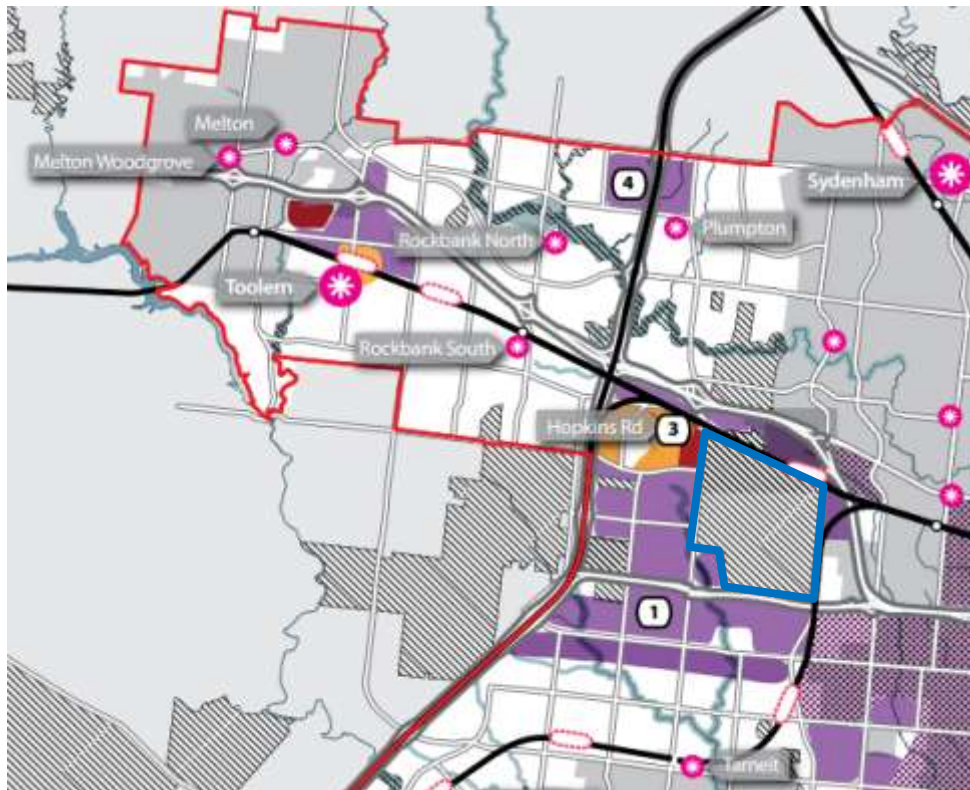 Melton
Melton Woodgrove
Sydenham
4
Rockbank North
Plumpton
Toolern
Rockbank South
Hopkins Rd
3
1
Tarneit